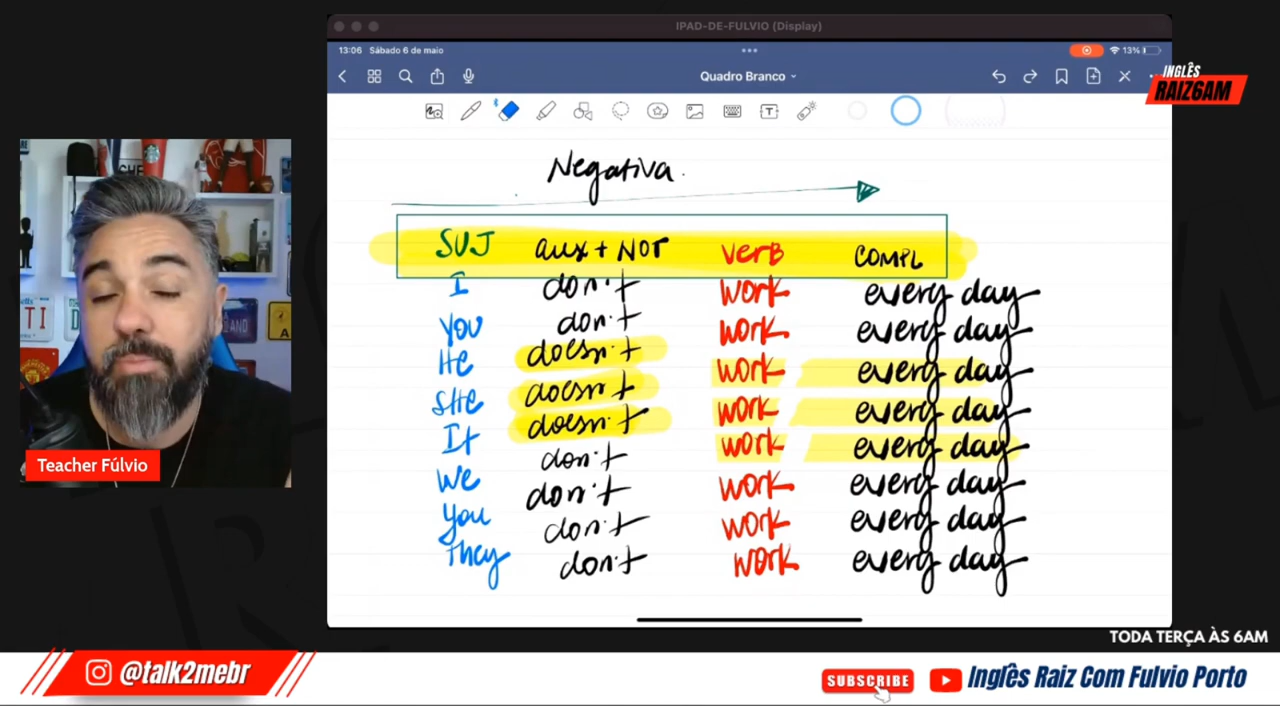 IPAD-DE-FULVIO (Display)
13:06 Sábado 6 de maio
13%
Quadro Branco
INGLÊS
RAIZ6AM
Negativa.
SUJ aux + NOT verb COMPL
I don't work every day
you don't work every day
He doesn't work every day
SHe doesn't work every day
It doesn't work every day
We don't work every day
you don't work every day
They don't work every day
don't
Teacher Fúlvio
TODA TERÇA ÀS 6AM
@talk2mebr
SUBSCRIBE
Inglês Raiz Com Fulvio Porto